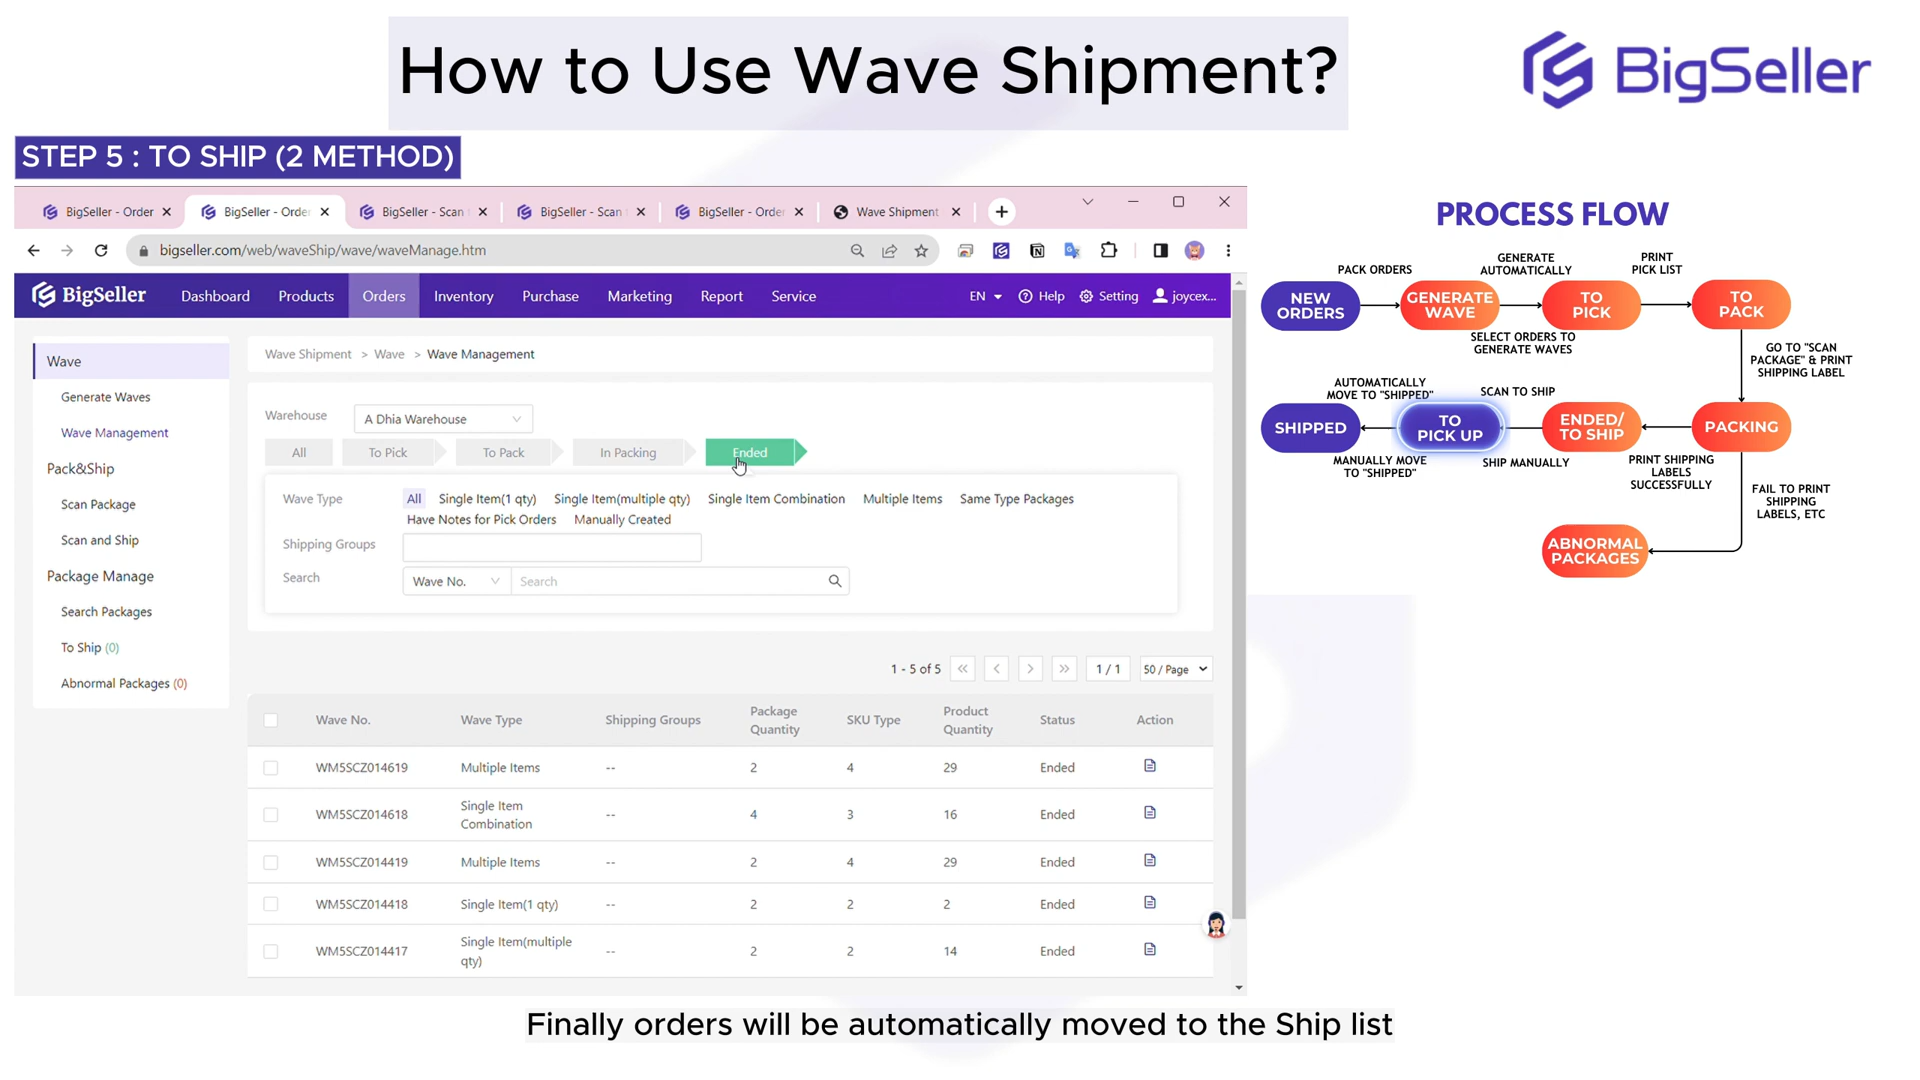 How to Use Wave Shipment?
BigSeller
STEP 5 : TO SHIP (2 METHOD)
BigSeller - Order
BigSeller - Orde
BigSeller - Scan
BigSeller - Scan
BigSeller - Orde
Wave Shipment
bigseller.com/web/waveShip/wave/waveManage.htm
BigSeller
Dashboard
Products
Orders
Inventory
Purchase
Marketing
Report
Service
EN
Help
Setting
joycex...
Wave
Generate Waves
Wave Management
Pack&Ship
Scan Package
Scan and Ship
Package Manage
Search Packages
To Ship (0)
Abnormal Packages (0)
Wave Shipment > Wave > Wave Management
Warehouse
A Dhia Warehouse
All
To Pick
To Pack
In Packing
Ended
Wave Type
All
Single Item(1 qty)
Single Item(multiple qty)
Single Item Combination
Multiple Items
Same Type Packages
Have Notes for Pick Orders
Manually Created
Shipping Groups
Search
Wave No.
Search
1 - 5 of 5
1 / 1
50 / Page
Wave No.
Wave Type
Shipping Groups
Package
Quantity
SKU Type
Product
Quantity
Status
Action
WM5SCZ014619
Multiple Items
--
2
4
29
Ended
WM5SCZ014618
Single Item
Combination
--
4
3
16
Ended
WM5SCZ014419
Multiple Items
--
2
4
29
Ended
WM5SCZ014418
Single Item(1 qty)
--
2
2
2
Ended
WM5SCZ014417
Single Item(multiple
qty)
--
2
2
14
Ended
PROCESS FLOW
PACK ORDERS
GENERATE
AUTOMATICALLY
PRINT
PICK LIST
NEW
ORDERS
GENERATE
WAVE
TO
PICK
TO
PACK
SELECT ORDERS TO
GENERATE WAVES
GO TO "SCAN
PACKAGE" & PRINT
SHIPPING LABEL
AUTOMATICALLY
MOVE TO "SHIPPED"
SCAN TO SHIP
SHIPPED
TO
PICK UP
ENDED/
TO SHIP
PACKING
MANUALLY MOVE
TO "SHIPPED"
SHIP MANUALLY
PRINT SHIPPING
LABELS
SUCCESSFULLY
FAIL TO PRINT
SHIPPING
LABELS, ETC
ABNORMAL
PACKAGES
Finally orders will be automatically moved to the Ship list